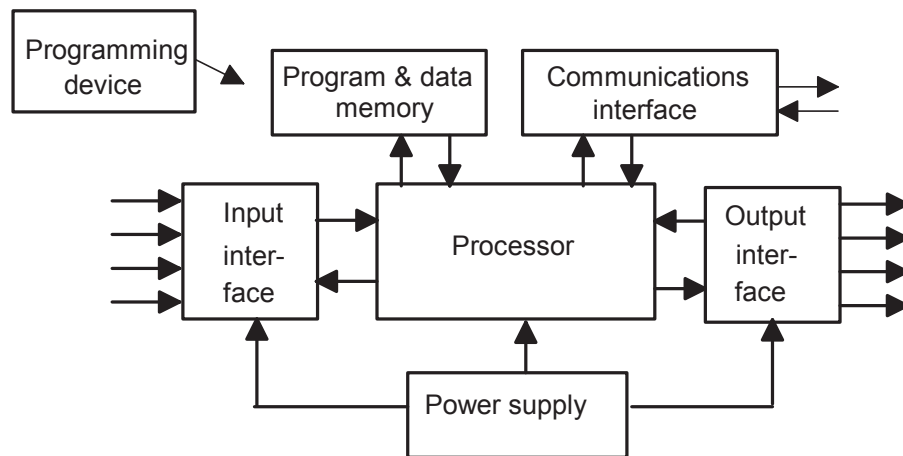 Programming
device
Program & data
memory
Communications
interface
Input
inter-
face
Processor
Output
inter-
face
Power supply